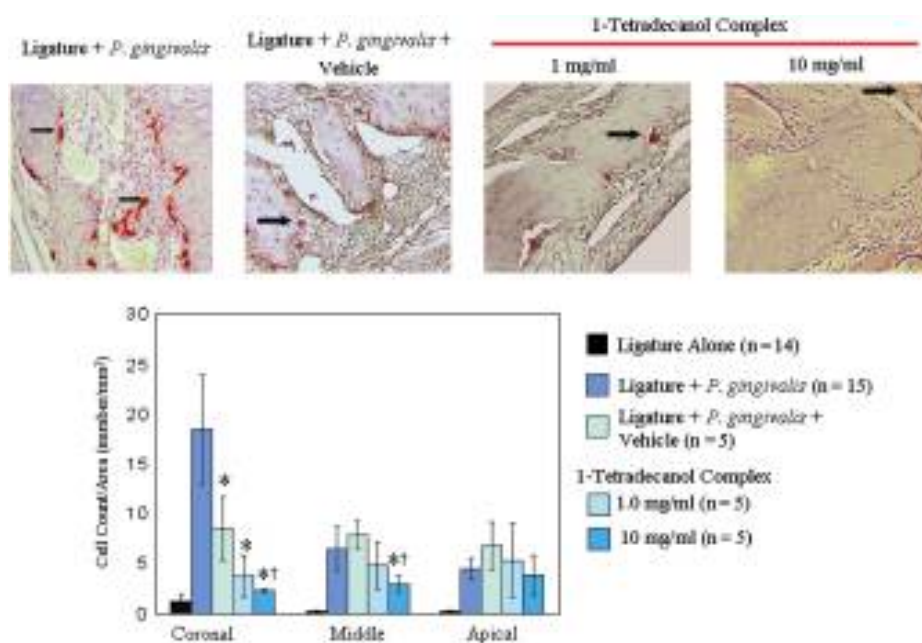 Ligature + P. gingivalis
Ligature + P. gingivalis +
Vehicle
1-Tetradecanol Complex
1 mg/ml
10 mg/ml
30
25
20
15
10
5
0
Cell Count/Area (number/mm²)
*
*
*†
*†
Coronal
Middle
Apical
Ligature Alone (n = 14)
Ligature + P. gingivalis (n = 15)
Ligature + P. gingivalis +
Vehicle (n = 5)
1-Tetradecanol Complex
1.0 mg/ml (n = 5)
10 mg/ml (n = 5)